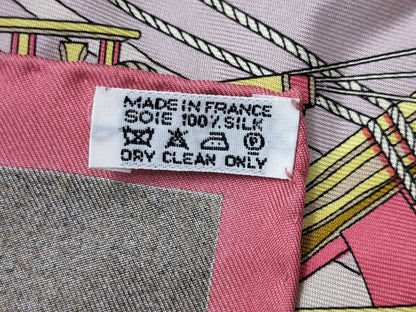 MADE IN FRANCE
SOIE 100% SILK
DRY CLEAN ONLY